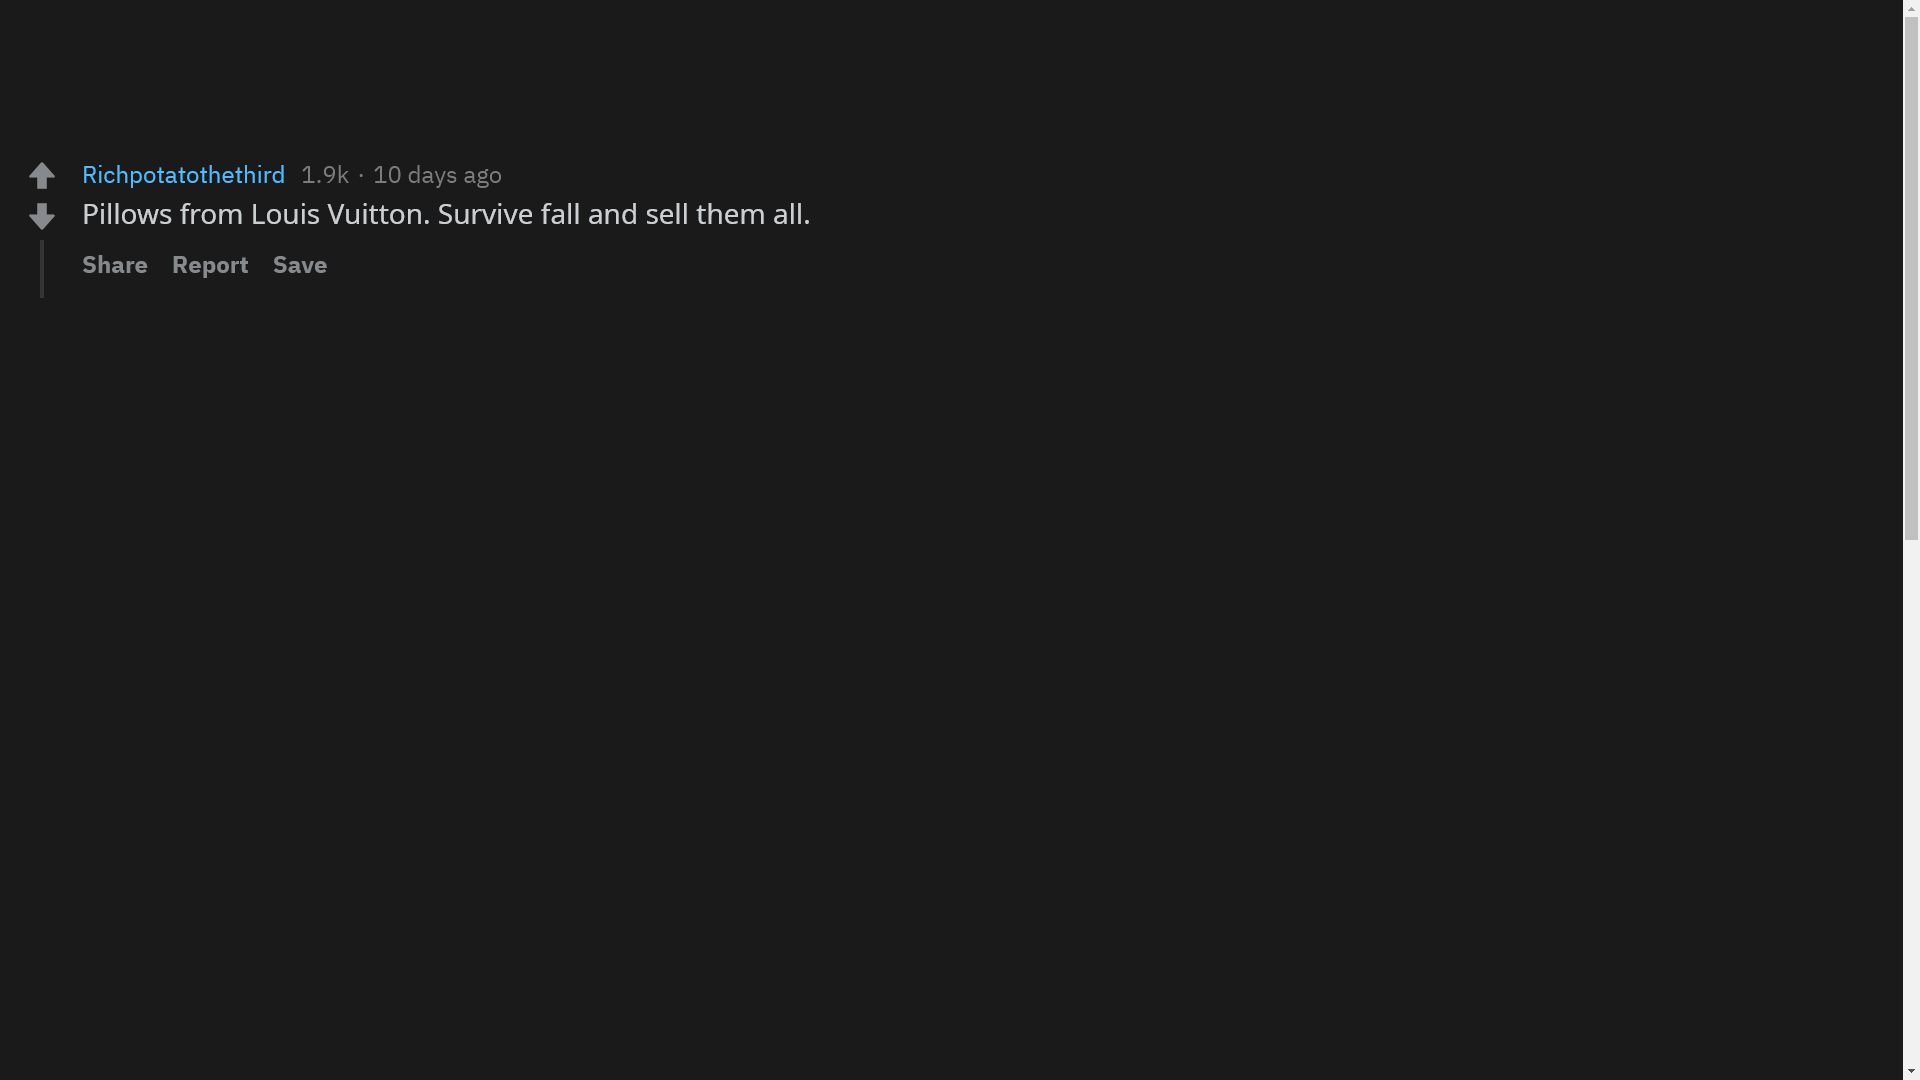 Richpotatothethird 1.9k · 10 days ago
Pillows from Louis Vuitton. Survive fall and sell them all.
Share Report Save